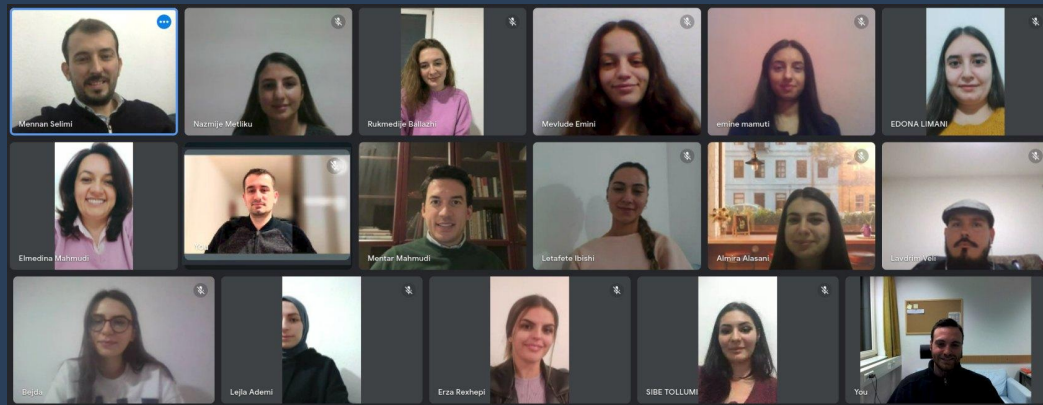 Mennan Selimi
Nazmije Metliku
Rukmedije Ballazhi
Mevlude Emini
emine mamuti
EDONA LIMANI
Elmedina Mahmudi
Mentar Mahmudi
Letafete Ibishi
Almira Alasani
Lavdrim Veli
Bejda
Lejla Ademi
Erza Rexhepi
SIBE TOLLUMI
You